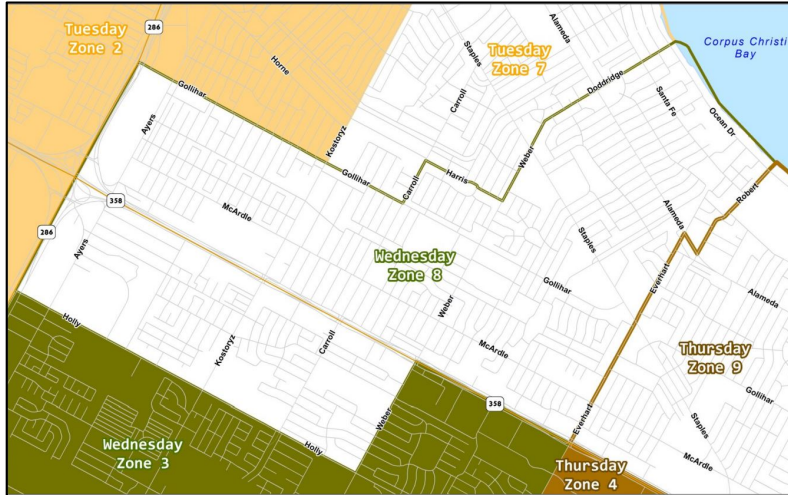 286
Tuesday
Zone 2
Horne
Gollihar
Ayers
Kostoryz
Tuesday
Zone 7
Staples
Alameda
Carroll
Corpus Christi
Bay
Doddridge
Santa Fe
Ocean Dr
Weber
Harris
Carroll
Gollihar
McArdle
358
286
Ayers
Wednesday
Zone 8
Staples
Alameda
Robert
Everhart
Gollihar
Weber
McArdle
Alameda
Thursday
Zone 9
Gollihar
Staples
McArdle
Holly
Kostoryz
Carroll
Weber
358
Everhart
Holly
Wednesday
Zone 3
Thursday
Zone 4